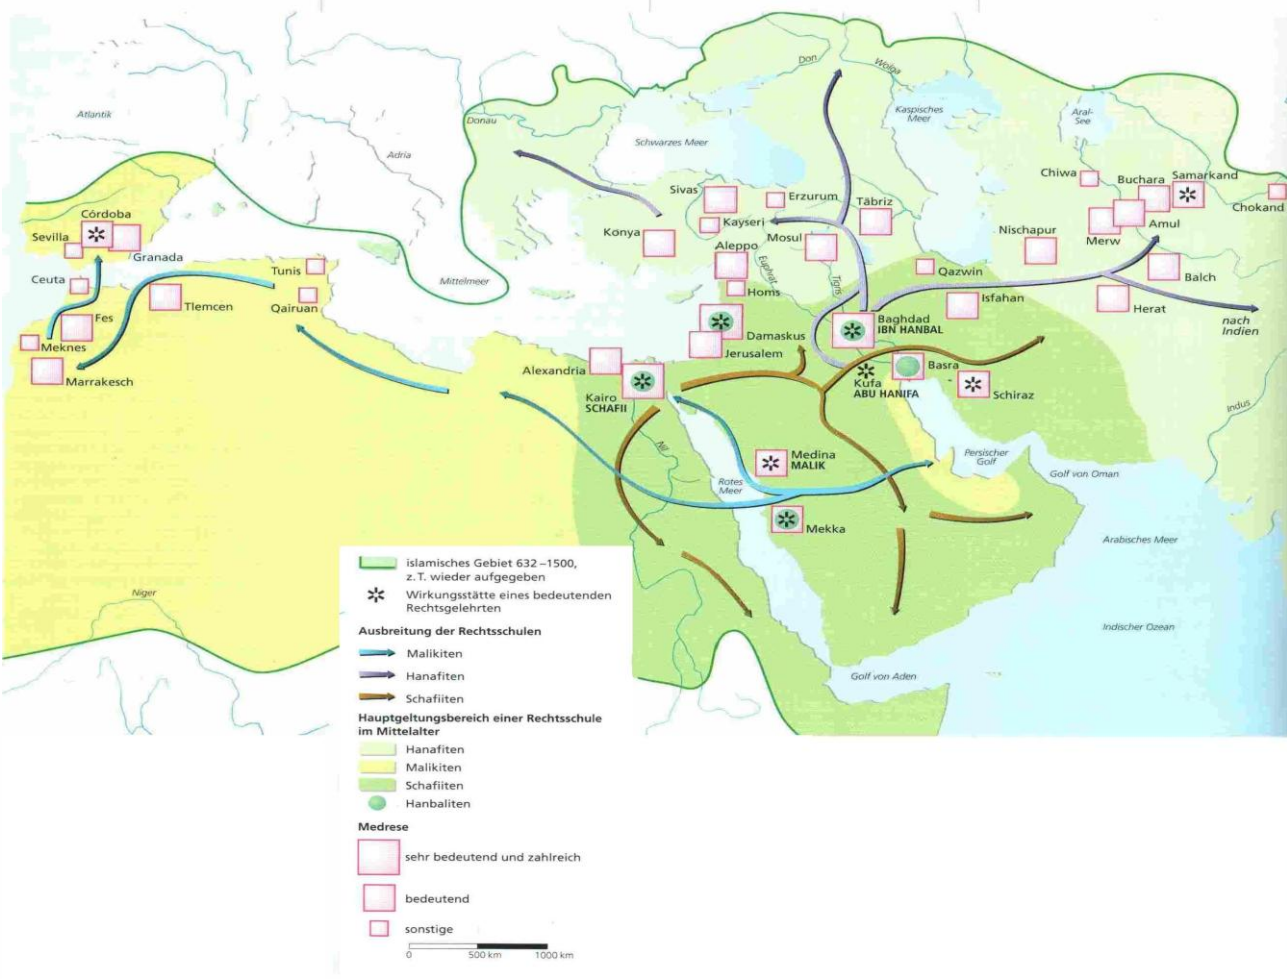 Don
Wolga
Atlantik
Donau
Adria
Schwarzes Meer
Kaspisches
Meer
Aral-
See
Chiwa
Buchara
Samarkand
Chokand
Amul
Merw
Nischapur
Balch
Herat
nach
Indien
Indus
Sivas
Erzurum
Täbriz
Kayseri
Konya
Mosul
Aleppo
Euphrat
Tigris
Homs
Qazwin
Isfahan
Córdoba
Sevilla
Granada
Ceuta
Tunis
Tlemcen
Qairuan
Fes
Meknes
Marrakesch
Mittelmeer
Damaskus
Jerusalem
Baghdad
IBN HANBAL
Alexandria
Kairo
SCHAFII
Kufa
ABU HANIFA
Basra
Schiraz
Nil
Medina
MALIK
Rotes
Meer
Mekka
Persischer
Golf
Golf von Oman
Arabisches Meer
Indischer Ozean
Golf von Aden
Niger
islamisches Gebiet 632–1500,
z. T. wieder aufgegeben
Wirkungsstätte eines bedeutenden
Rechtsgelehrten
Ausbreitung der Rechtsschulen
Malikiten
Hanafiten
Schafiiten
Hauptgeltungsbereich einer Rechtsschule
im Mittelalter
Hanafiten
Malikiten
Schafiiten
Hanbaliten
Medrese
sehr bedeutend und zahlreich
bedeutend
sonstige
0 500 km 1000 km